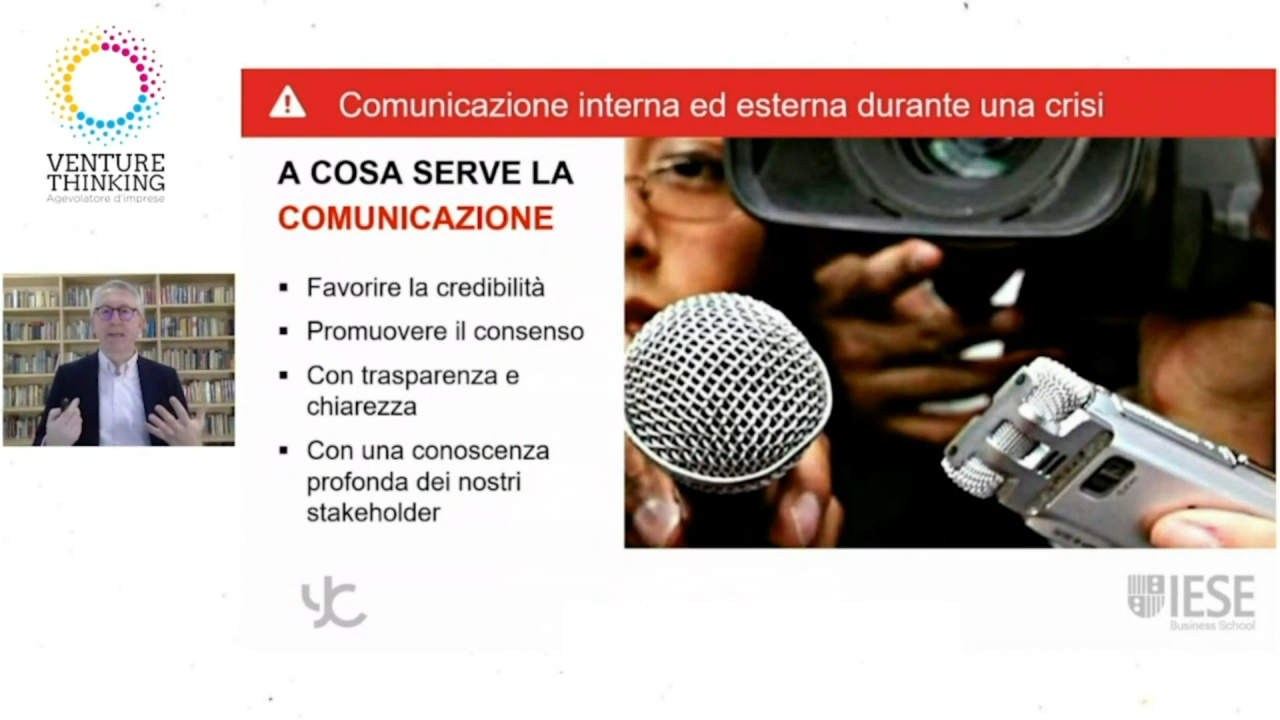 VENTURE
THINKING
Agevolatore d'imprese
Comunicazione interna ed esterna durante una crisi
A COSA SERVE LA
COMUNICAZIONE
▪ Favorire la credibilità
▪ Promuovere il consenso
▪ Con trasparenza e
chiarezza
▪ Con una conoscenza
profonda dei nostri
stakeholder
yc
IESE
Business School